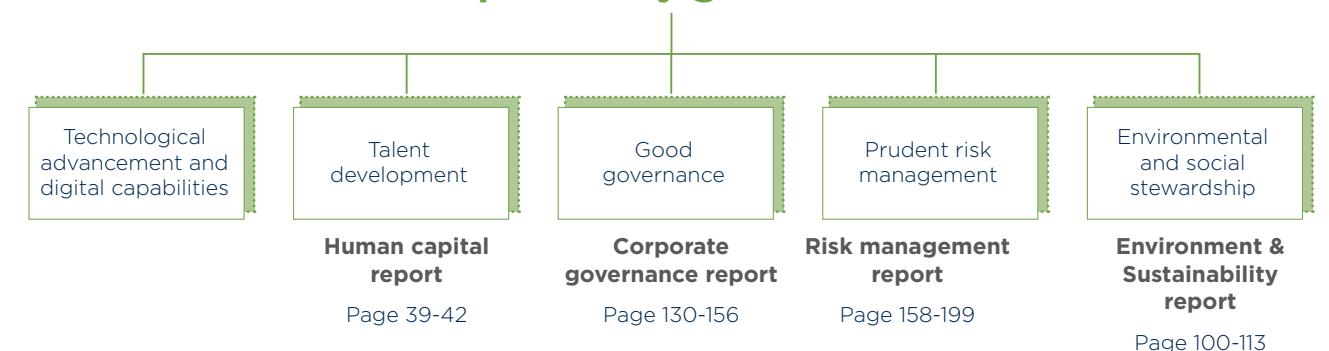 Technological
advancement and
digital capabilities
Talent
development
Good
governance
Prudent risk
management
Environmental
and social
stewardship
Human capital
report
Page 39-42
Corporate
governance report
Page 130-156
Risk management
report
Page 158-199
Environment &
Sustainability
report
Page 100-113